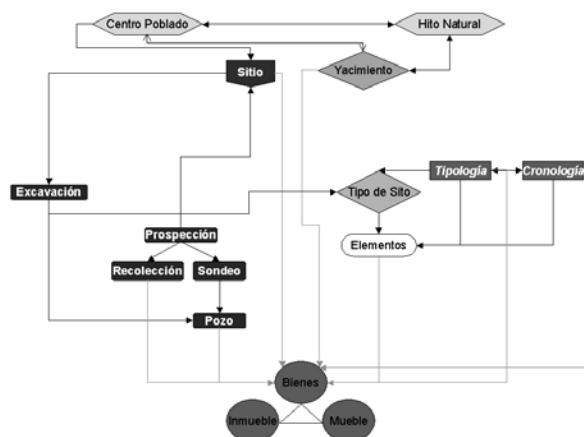 Centro Poblado
Hito Natural
Sitio
Yacimiento
Excavación
Tipología
Cronología
Tipo de Sito
Prospección
Elementos
Recolección
Sondeo
Pozo
Bienes
Inmueble
Mueble